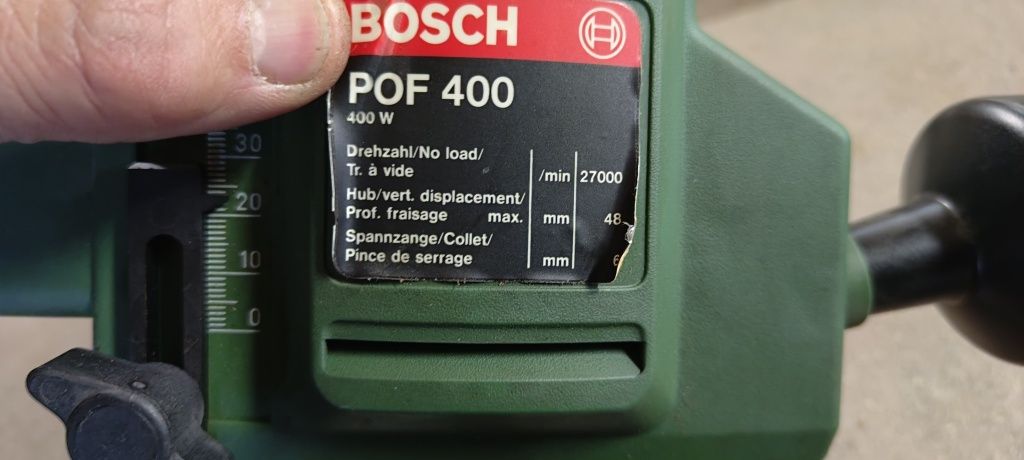 BOSCH
POF 400
400 W
Drehzahl/No load/
Tr. à vide /min 27000
Hub/vert. displacement/
Prof. fraisage max. mm 48
Spannzange/Collet/
Pince de serrage mm 6
30
20
10
0